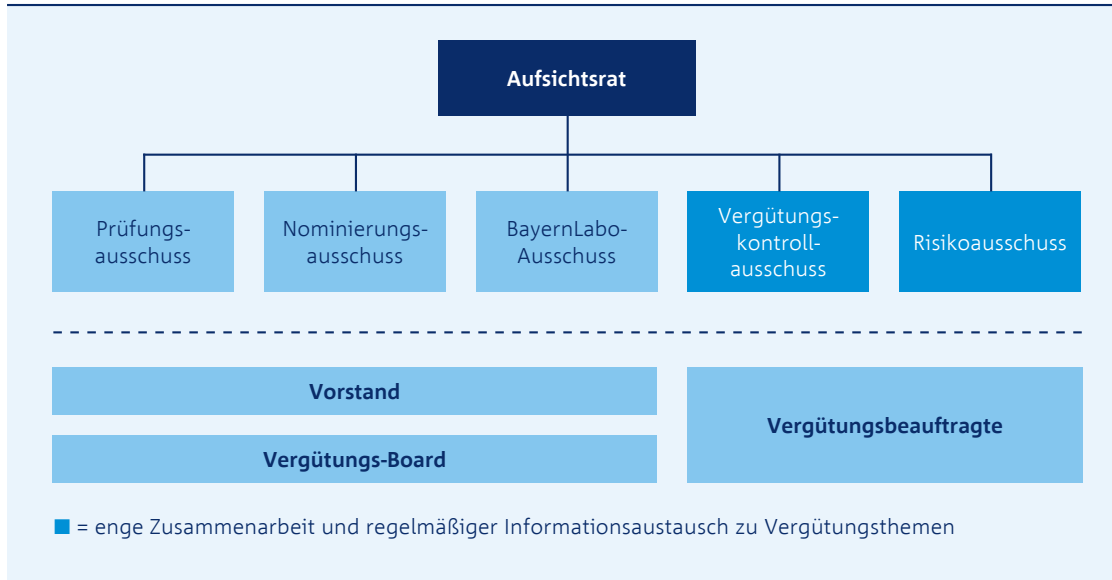 Aufsichtsrat
Prüfungs-
ausschuss
Nominierungs-
ausschuss
BayernLabo-
Ausschuss
Vergütungs-
kontroll-
ausschuss
Risikoausschuss
Vorstand
Vergütungs-Board
Vergütungsbeauftragte
= enge Zusammenarbeit und regelmäßiger Informationsaustausch zu Vergütungsthemen